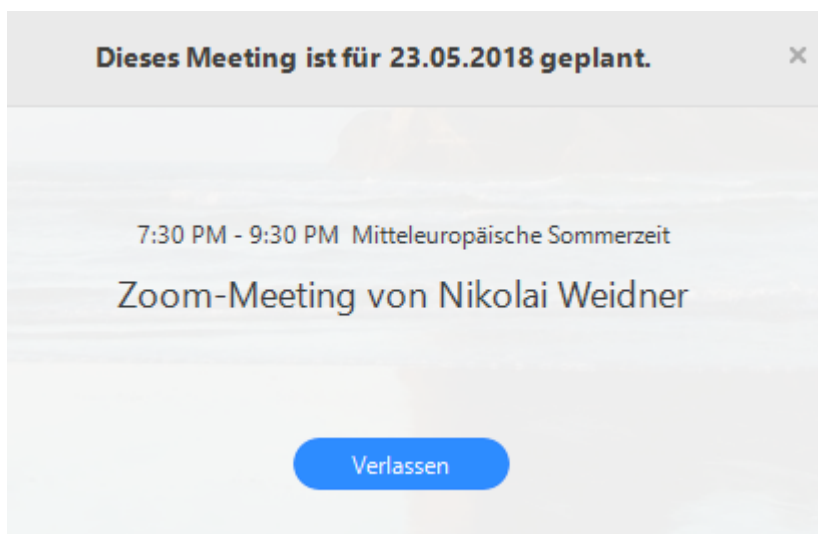 Dieses Meeting ist für 23.05.2018 geplant.
7:30 PM - 9:30 PM Mitteleuropäische Sommerzeit
Zoom-Meeting von Nikolai Weidner
Verlassen